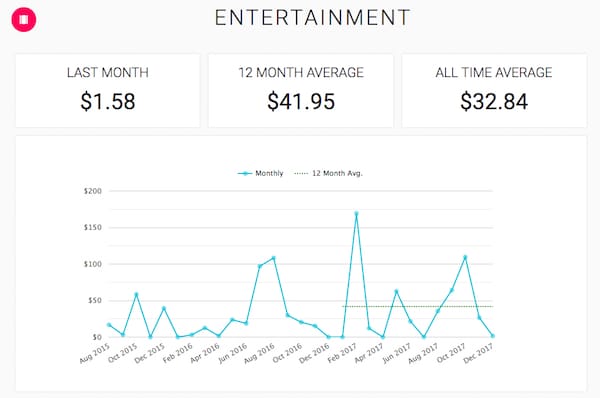 ENTERTAINMENT
LAST MONTH
$1.58
12 MONTH AVERAGE
$41.95
ALL TIME AVERAGE
$32.84
Monthly 12 Month Avg.
$200
$150
$100
$50
$0
Aug 2015 Oct 2015 Dec 2015 Feb 2016 Apr 2016 Jun 2016 Aug 2016 Oct 2016 Dec 2016 Feb 2017 Apr 2017 Jun 2017 Aug 2017 Oct 2017 Dec 2017